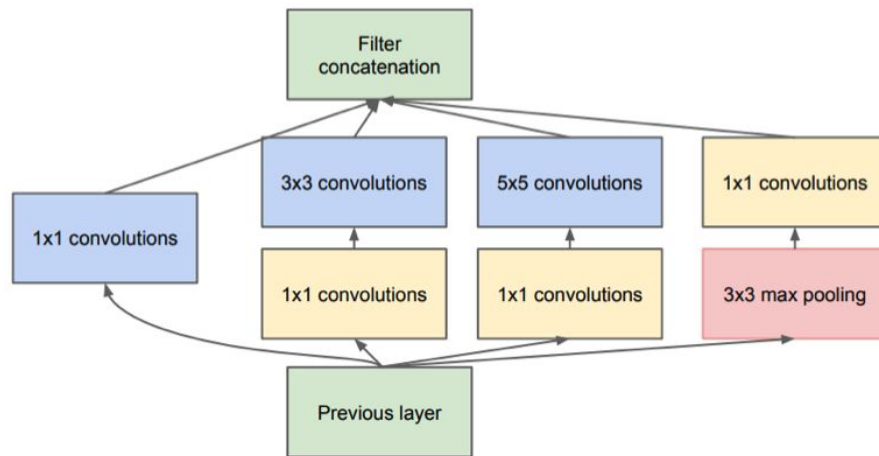 Filter
concatenation
3x3 convolutions
5x5 convolutions
1x1 convolutions
1x1 convolutions
1x1 convolutions
1x1 convolutions
3x3 max pooling
Previous layer